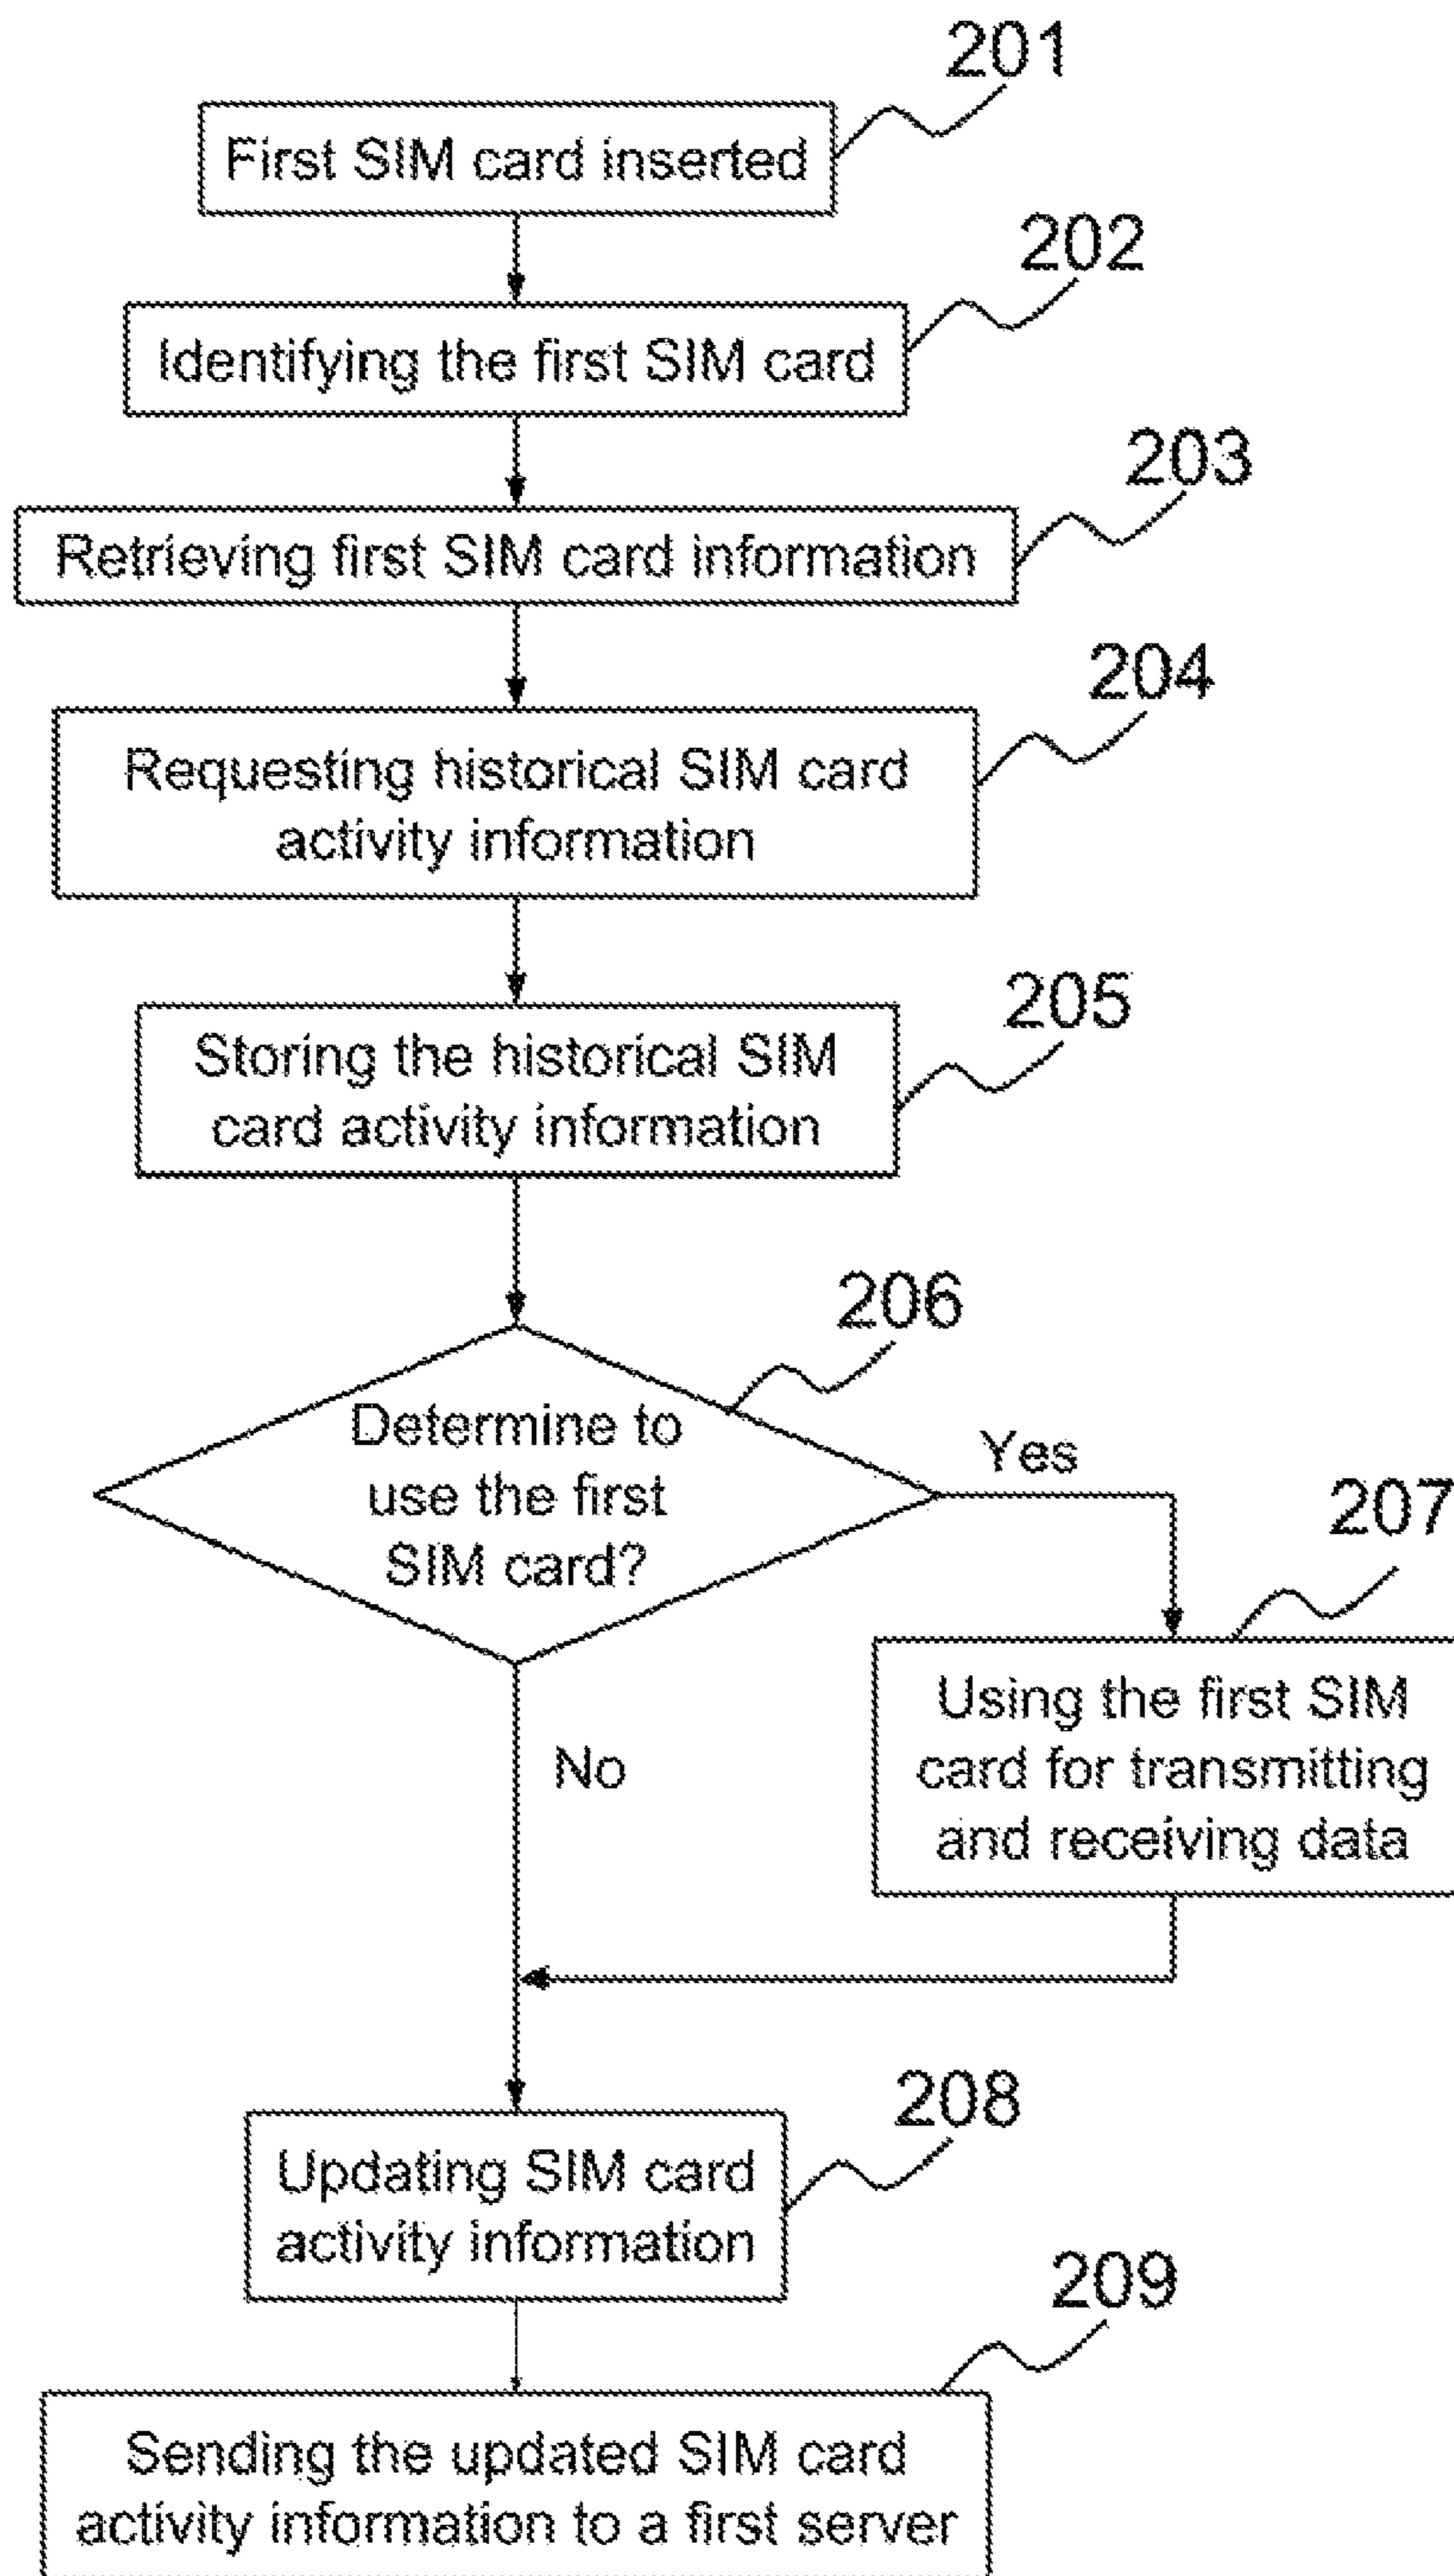 201
First SIM card inserted
202
Identifying the first SIM card
203
Retrieving first SIM card information
204
Requesting historical SIM card
activity information
205
Storing the historical SIM
card activity information
206
Determine to
use the first
SIM card?
Yes
207
Using the first SIM
card for transmitting
and receiving data
No
208
Updating SIM card
activity information
209
Sending the updated SIM card
activity information to a first server